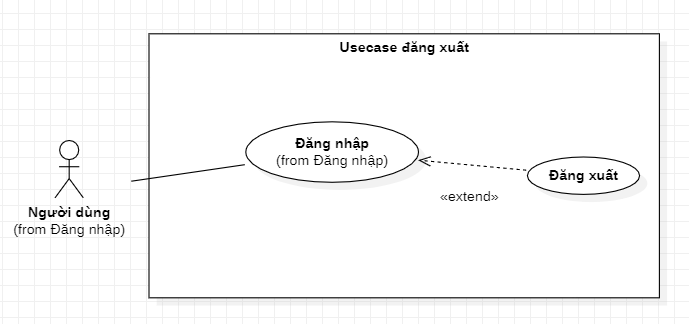 Usecase đăng xuất
Đăng nhập
(from Đăng nhập)
Đăng xuất
«extend»
Người dùng
(from Đăng nhập)